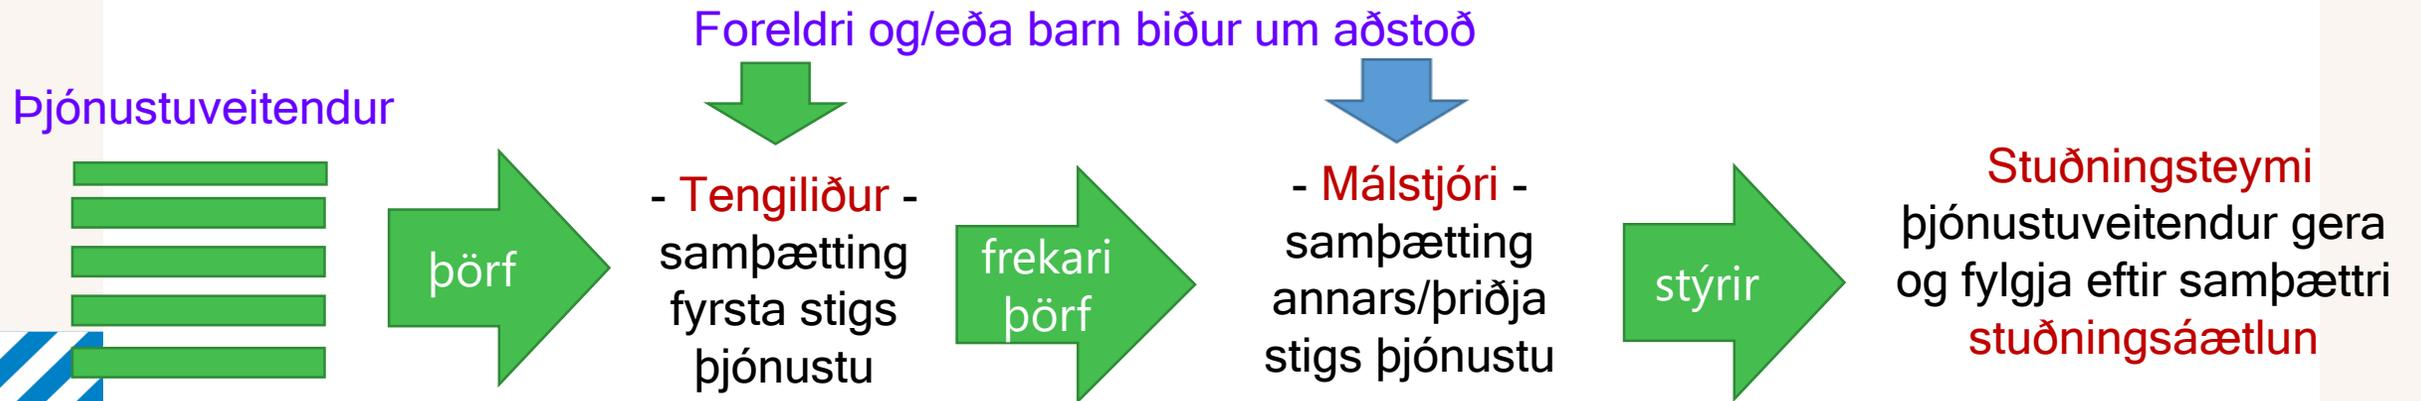 Foreldri og/eða barn biður um aðstoð
Þjónustuveitendur
þörf
- Tengiliður -
samþætting
fyrsta stigs
þjónustu
frekari
þörf
- Málstjóri -
samþætting
annars/þriðja
stigs þjónustu
stýrir
Stuðningsteymi
þjónustuveitendur gera
og fylgja eftir samþættri
stuðningsáætlun